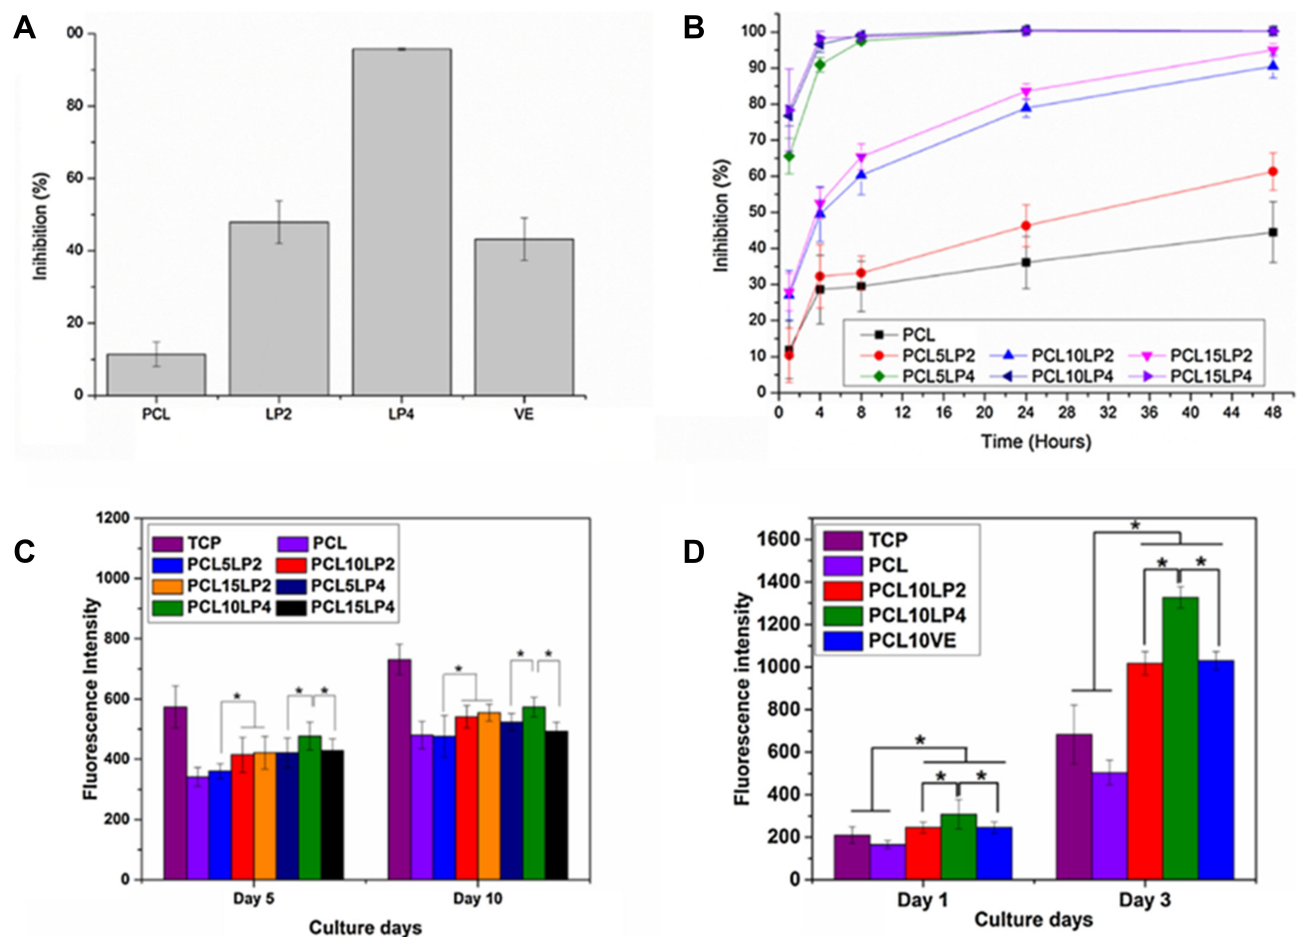 A
00
80
60
40
20
0
Inihibition (%)
PCL LP2 LP4 VE
B
100
90
80
70
60
50
40
30
20
10
0
Inihibition (%)
PCL
PCL5LP2 PCL10LP2 PCL15LP2
PCL5LP4 PCL10LP4 PCL15LP4
0 4 8 12 16 20 24 28 32 36 40 44 48
Time (Hours)
C
1200
1000
800
600
400
200
0
Fluorescence Intensity
TCP PCL
PCL5LP2 PCL10LP2
PCL15LP2 PCL5LP4
PCL10LP4 PCL15LP4
* * *
* * *
Day 5 Day 10
Culture days
D
1600
1400
1200
1000
800
600
400
200
0
Fluorescence intensity
TCP
PCL
PCL10LP2
PCL10LP4
PCL10VE
*
* *
*
* *
Day 1 Day 3
Culture days